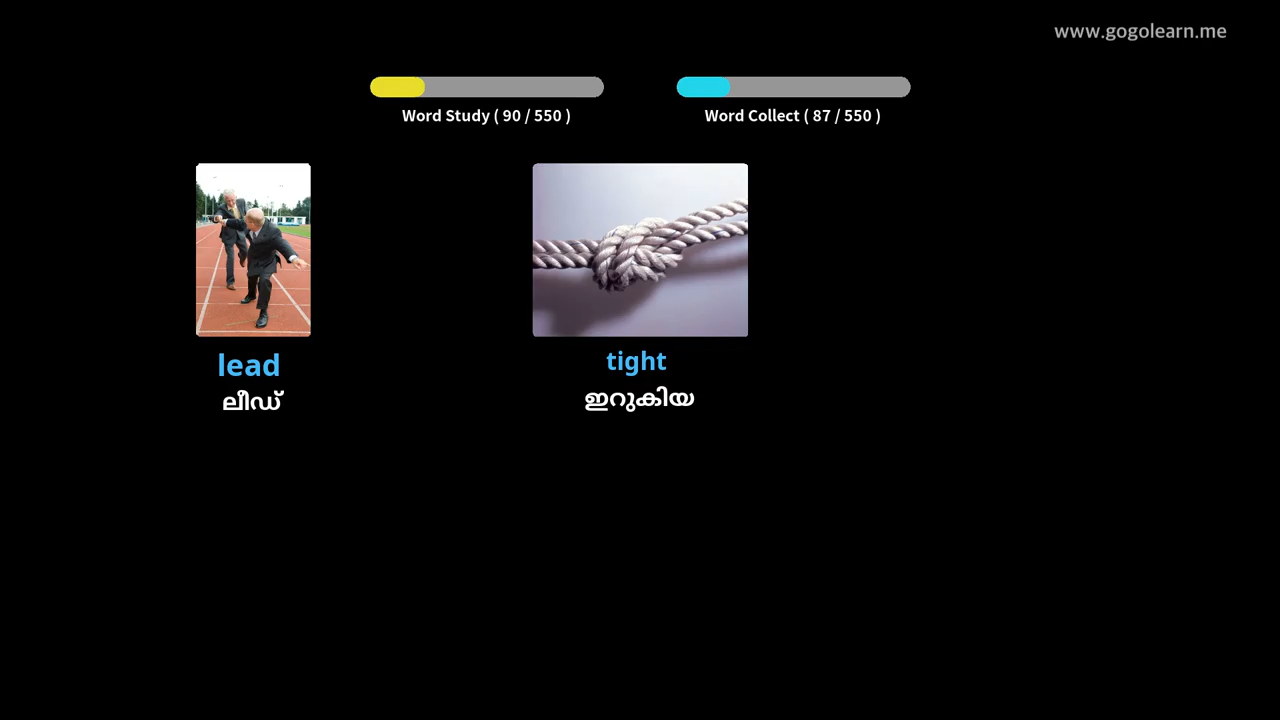 www.gogolearn.me
Word Study ( 90 / 550 )
Word Collect ( 87 / 550 )
lead
ലീഡ്
tight
ഇറുകിയ